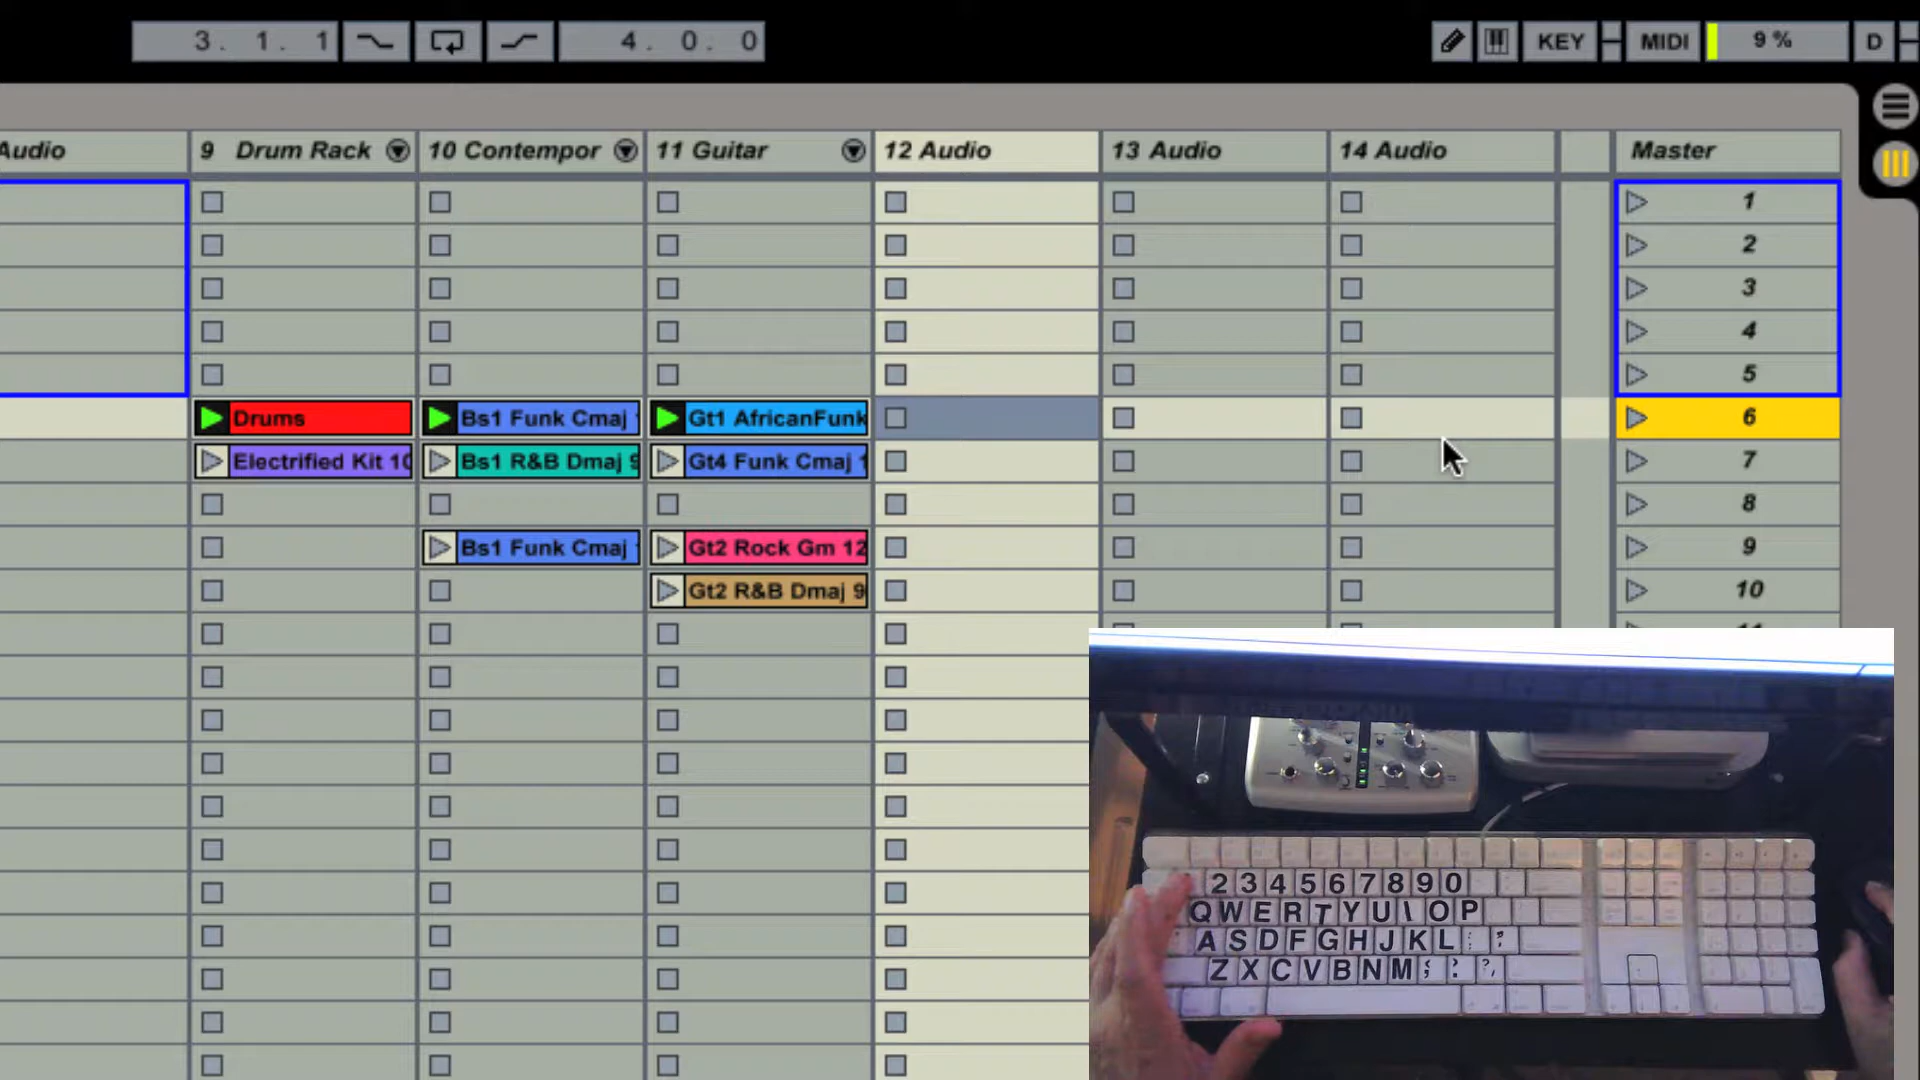 3. 1. 1
4. 0. 0
KEY
MIDI
9 %
D
Audio
9 Drum Rack
10 Contempor
11 Guitar
12 Audio
13 Audio
14 Audio
Master
1
2
3
4
5
Drums
Bs1 Funk Cmaj
Gt1 AfricanFunk
6
Electrified Kit 10
Bs1 R&B Dmaj 9
Gt4 Funk Cmaj 1
7
8
Bs1 Funk Cmaj
Gt2 Rock Gm 12
9
Gt2 R&B Dmaj 9
10
2 3 4 5 6 7 8 9 0
Q W E R T Y U I O P
A S D F G H J K L ; "
Z X C V B N M